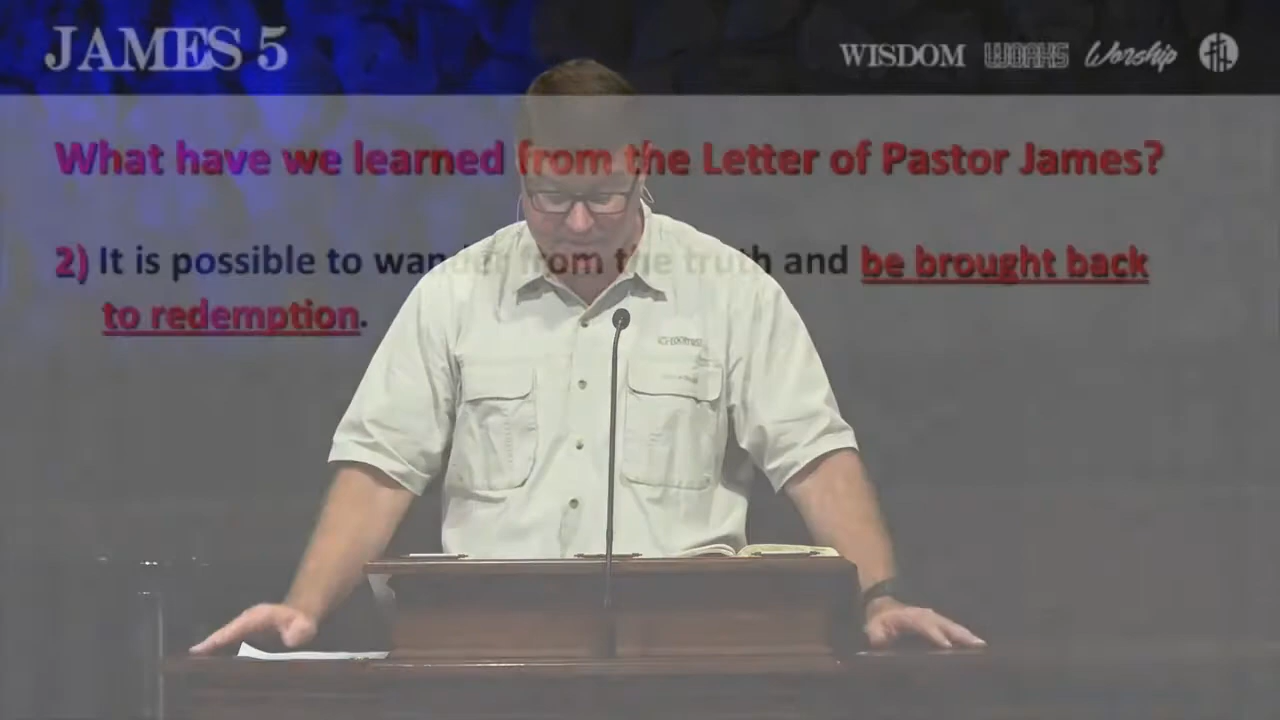 JAMES 5
WISDOM WORKS Worship
What have we learned from the Letter of Pastor James?
2) It is possible to wander from the truth and be brought back
to redemption.